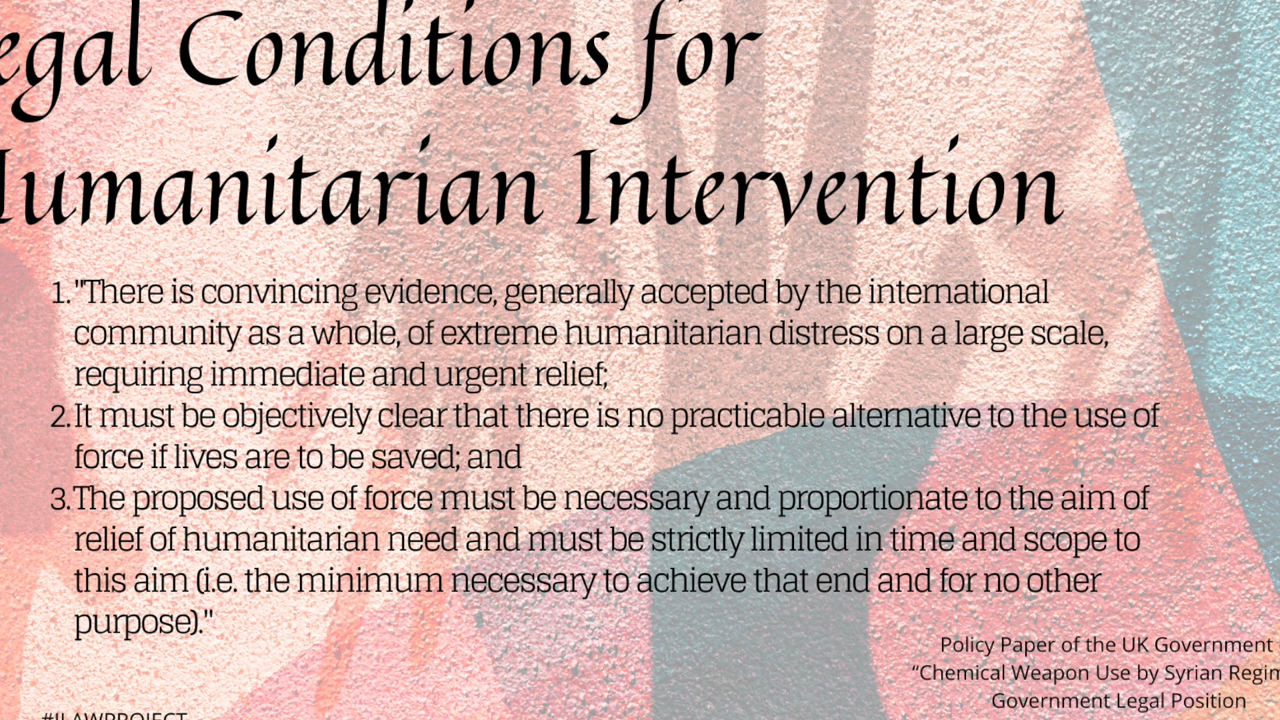 egal Conditions for
Humanitarian Intervention
1. "There is convincing evidence, generally accepted by the international
community as a whole, of extreme humanitarian distress on a large scale,
requiring immediate and urgent relief;
2. It must be objectively clear that there is no practicable alternative to the use of
force if lives are to be saved; and
3. The proposed use of force must be necessary and proportionate to the aim of
relief of humanitarian need and must be strictly limited in time and scope to
this aim (i.e. the minimum necessary to achieve that end and for no other
purpose)."
Policy Paper of the UK Government
“Chemical Weapon Use by Syrian Regim
Government Legal Position
#ILAWPROJECT